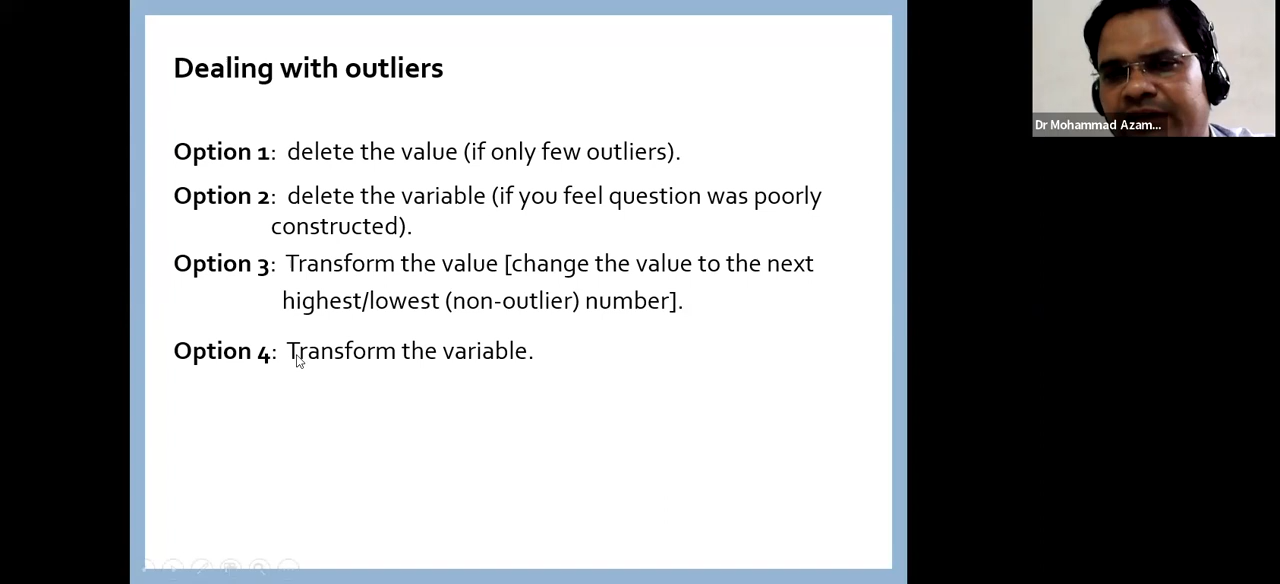 Dealing with outliers
Option 1:  delete the value (if only few outliers).
Option 2:  delete the variable (if you feel question was poorly
constructed).
Option 3:  Transform the value [change the value to the next
highest/lowest (non-outlier) number].
Option 4:  Transform the variable.
Dr Mohammad Azam...